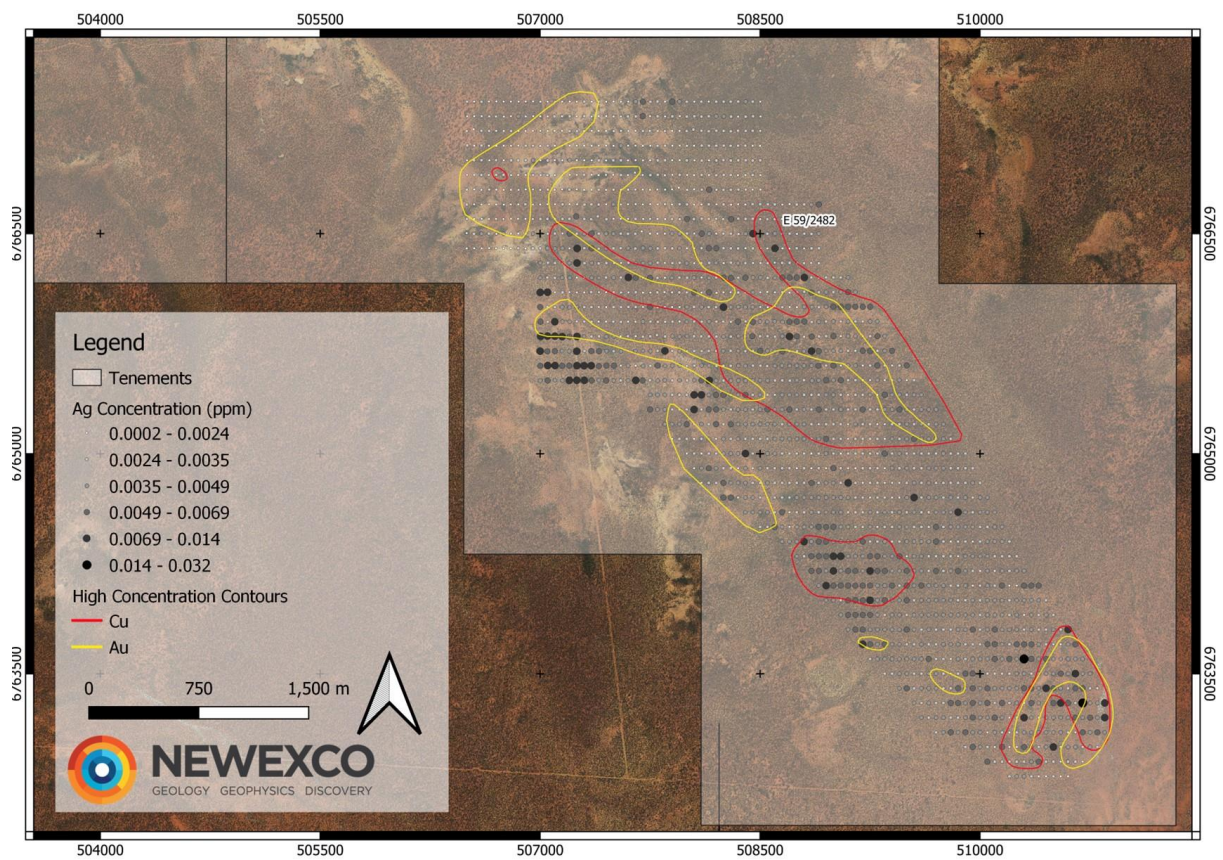 504000 505500 507000 508500 510000
6766500 6766500
E 59/2482
Legend
Tenements
Ag Concentration (ppm)
0.0002 - 0.0024
0.0024 - 0.0035
0.0035 - 0.0049
0.0049 - 0.0069
0.0069 - 0.014
0.014 - 0.032
High Concentration Contours
Cu
Au
6765000 6765000
6763500 6763500
0 750 1,500 m
NEWEXCO
GEOLOGY GEOPHYSICS DISCOVERY
504000 505500 507000 508500 510000